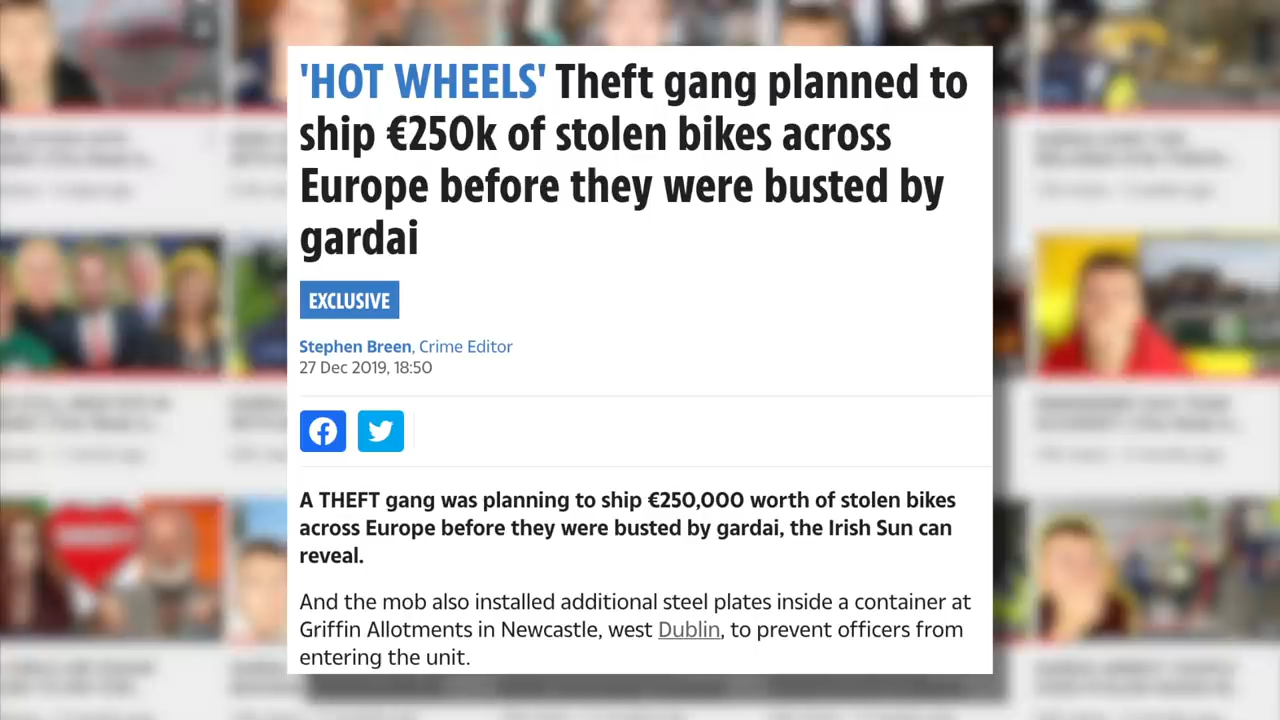 'HOT WHEELS' Theft gang planned to
ship €250k of stolen bikes across
Europe before they were busted by
gardai
EXCLUSIVE
Stephen Breen, Crime Editor
27 Dec 2019, 18:50
A THEFT gang was planning to ship €250,000 worth of stolen bikes
across Europe before they were busted by gardai, the Irish Sun can
reveal.
And the mob also installed additional steel plates inside a container at
Griffin Allotments in Newcastle, west Dublin, to prevent officers from
entering the unit.